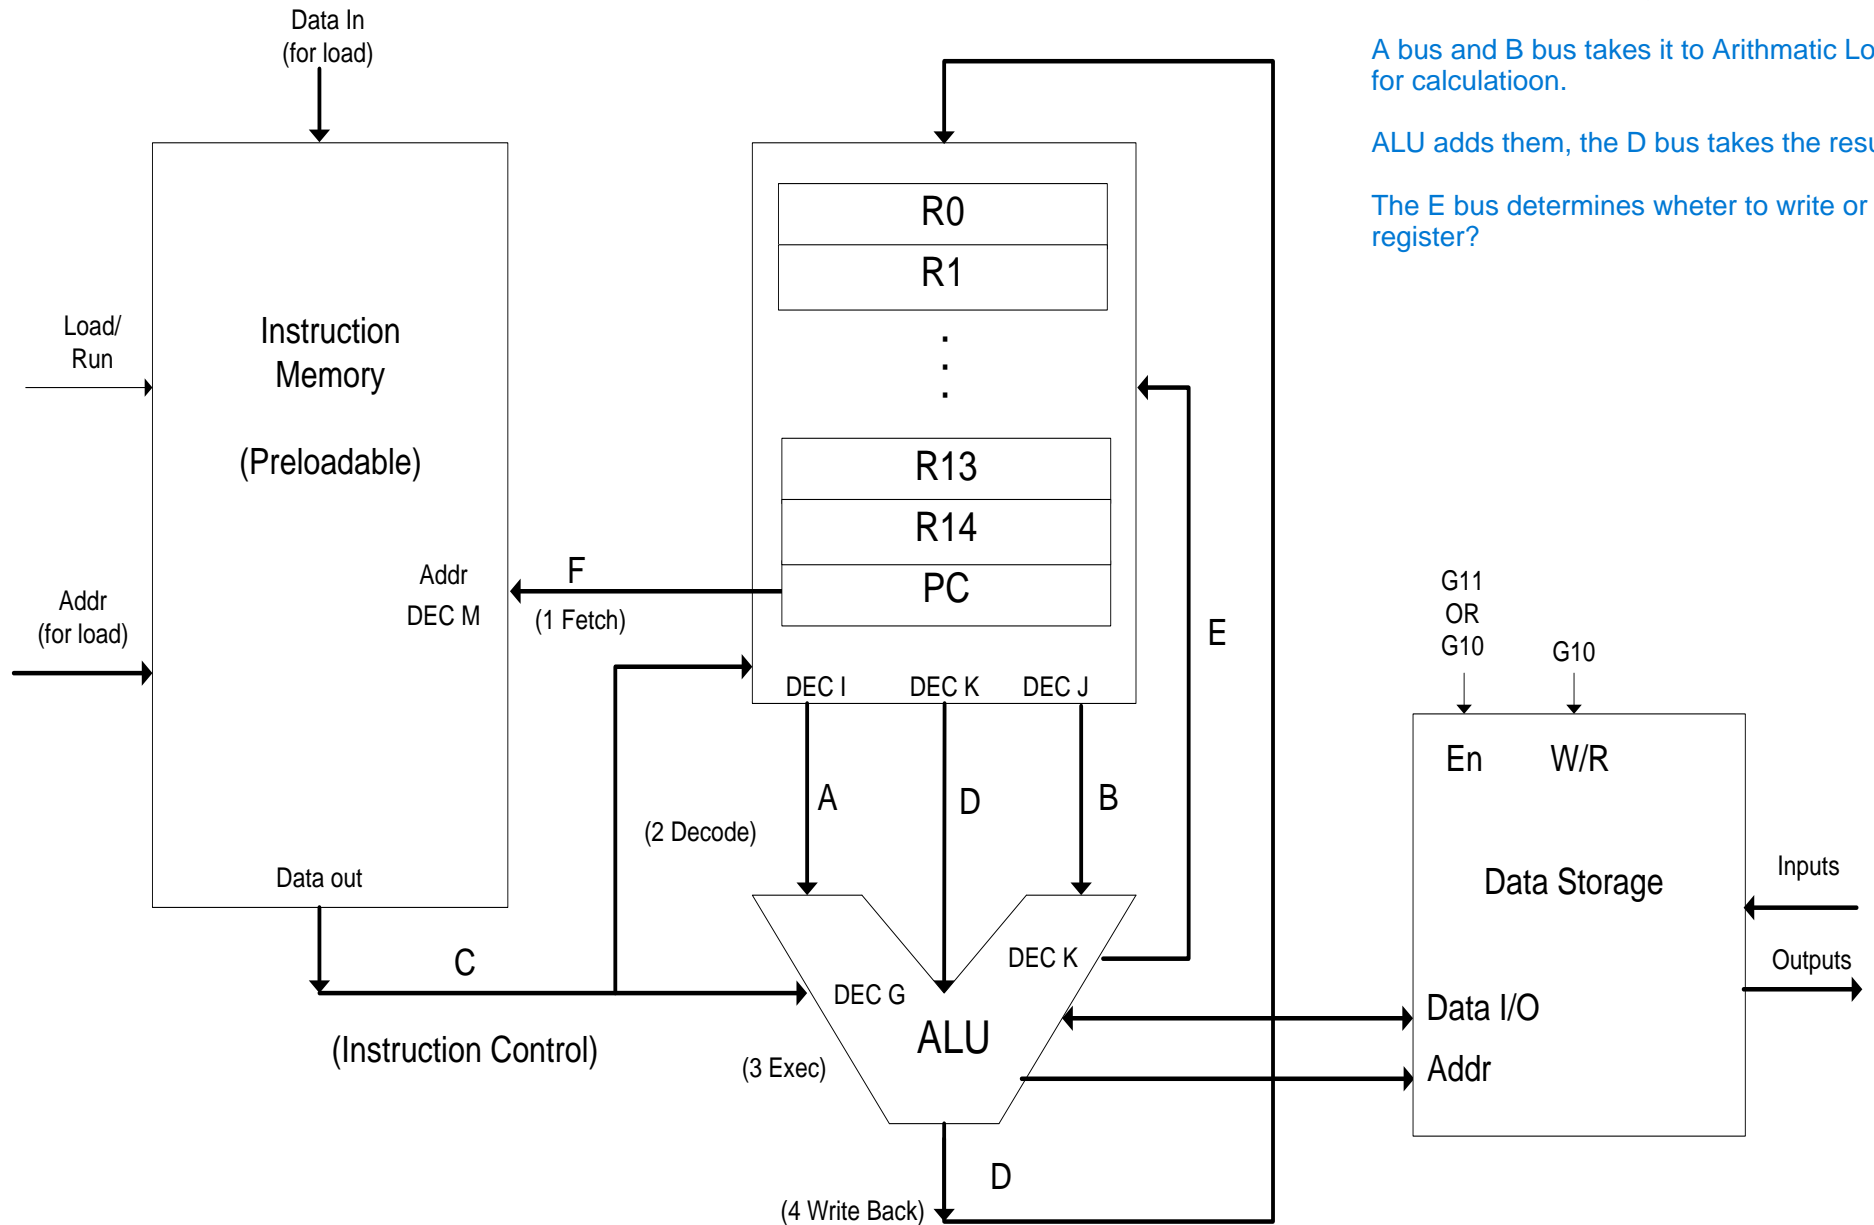 Data In
(for load)
A bus and B bus takes it to Arithmatic
for calculatioon.
ALU adds them, the D bus takes the
The E bus determines wheter to write or
register?
R0
R1
.
.
.
Load/
Run
Instruction
Memory
(Preloadable)
R13
R14
PC
Addr
DEC M
F
(1 Fetch)
Addr
(for load)
E
G11
OR
G10
G10
DEC I
DEC K
DEC J
En
W/R
A
D
B
(2 Decode)
Data out
Data Storage
Inputs
Outputs
C
DEC K
DEC G
ALU
Data I/O
Addr
(Instruction Control)
(3 Exec)
D
(4 Write Back)